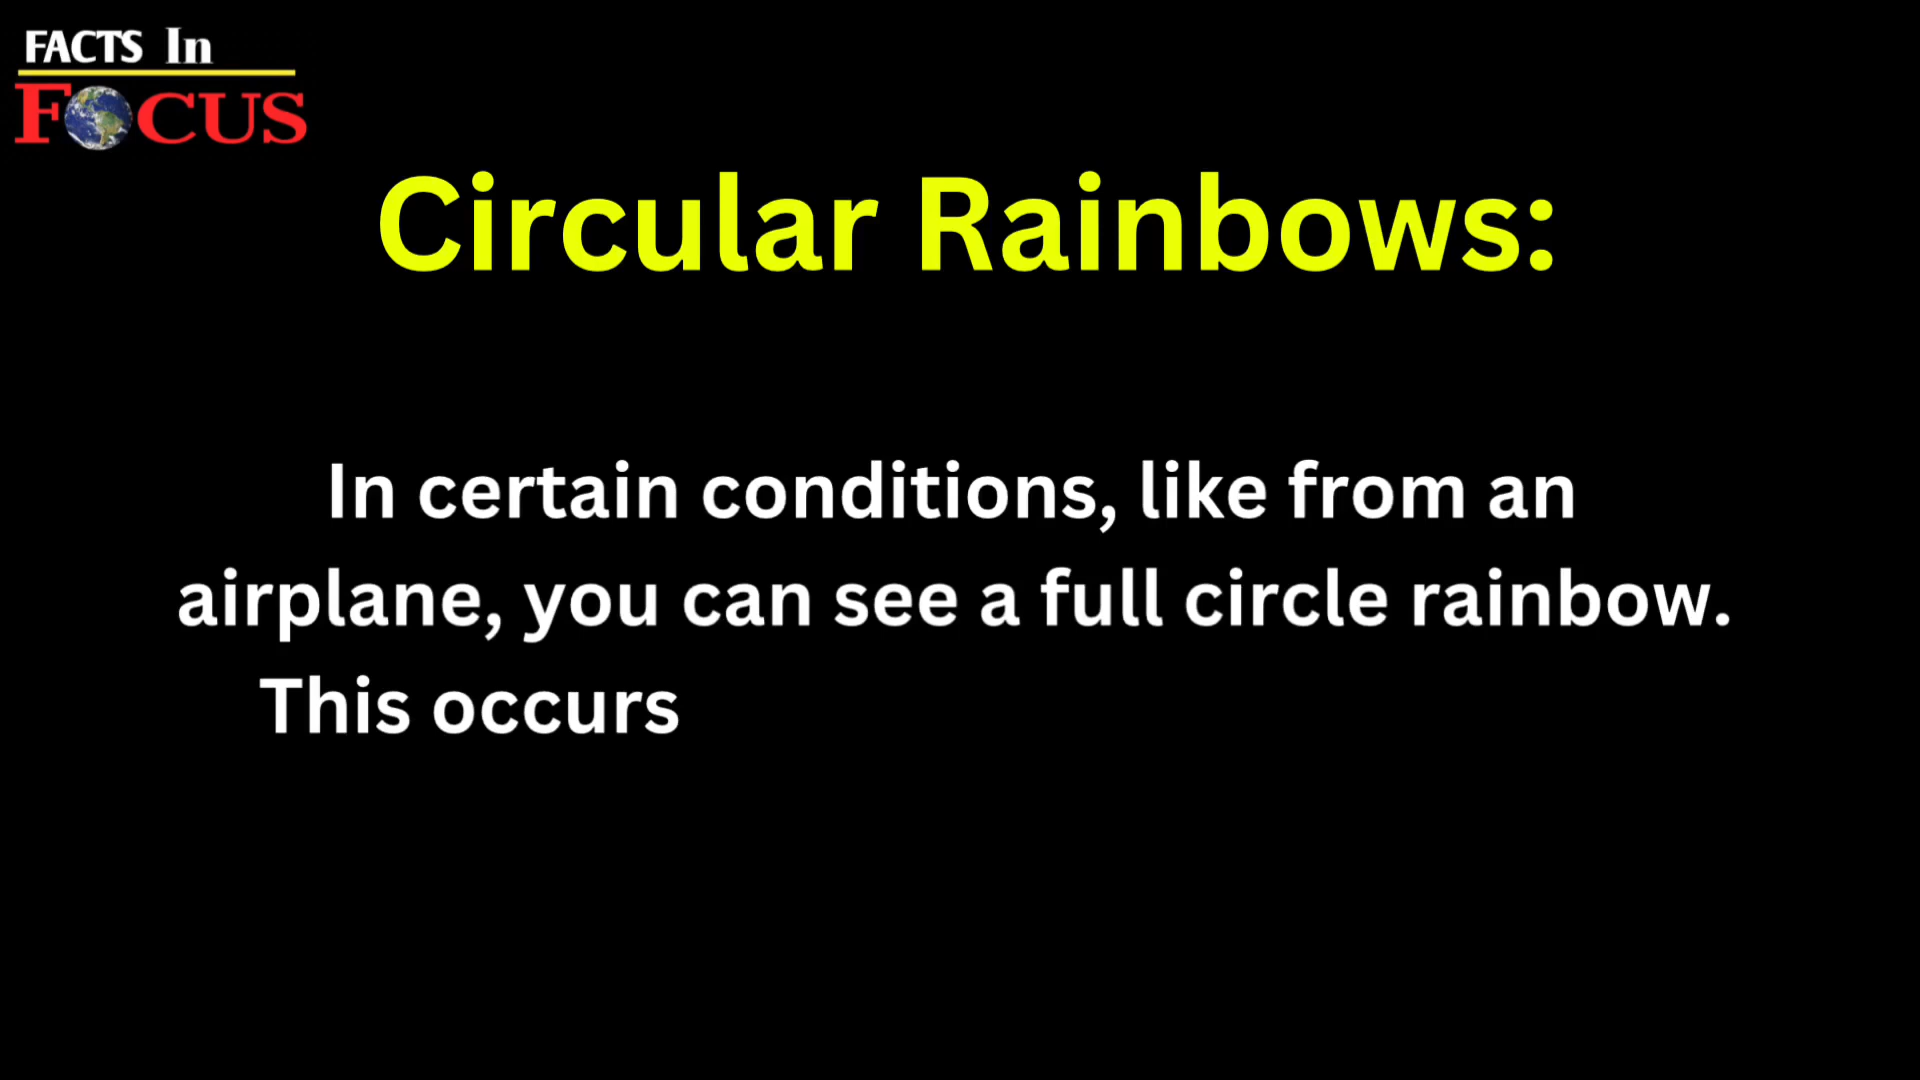 FACTS In
FOCUS
Circular Rainbows:
In certain conditions, like from an
airplane, you can see a full circle rainbow.
This occurs